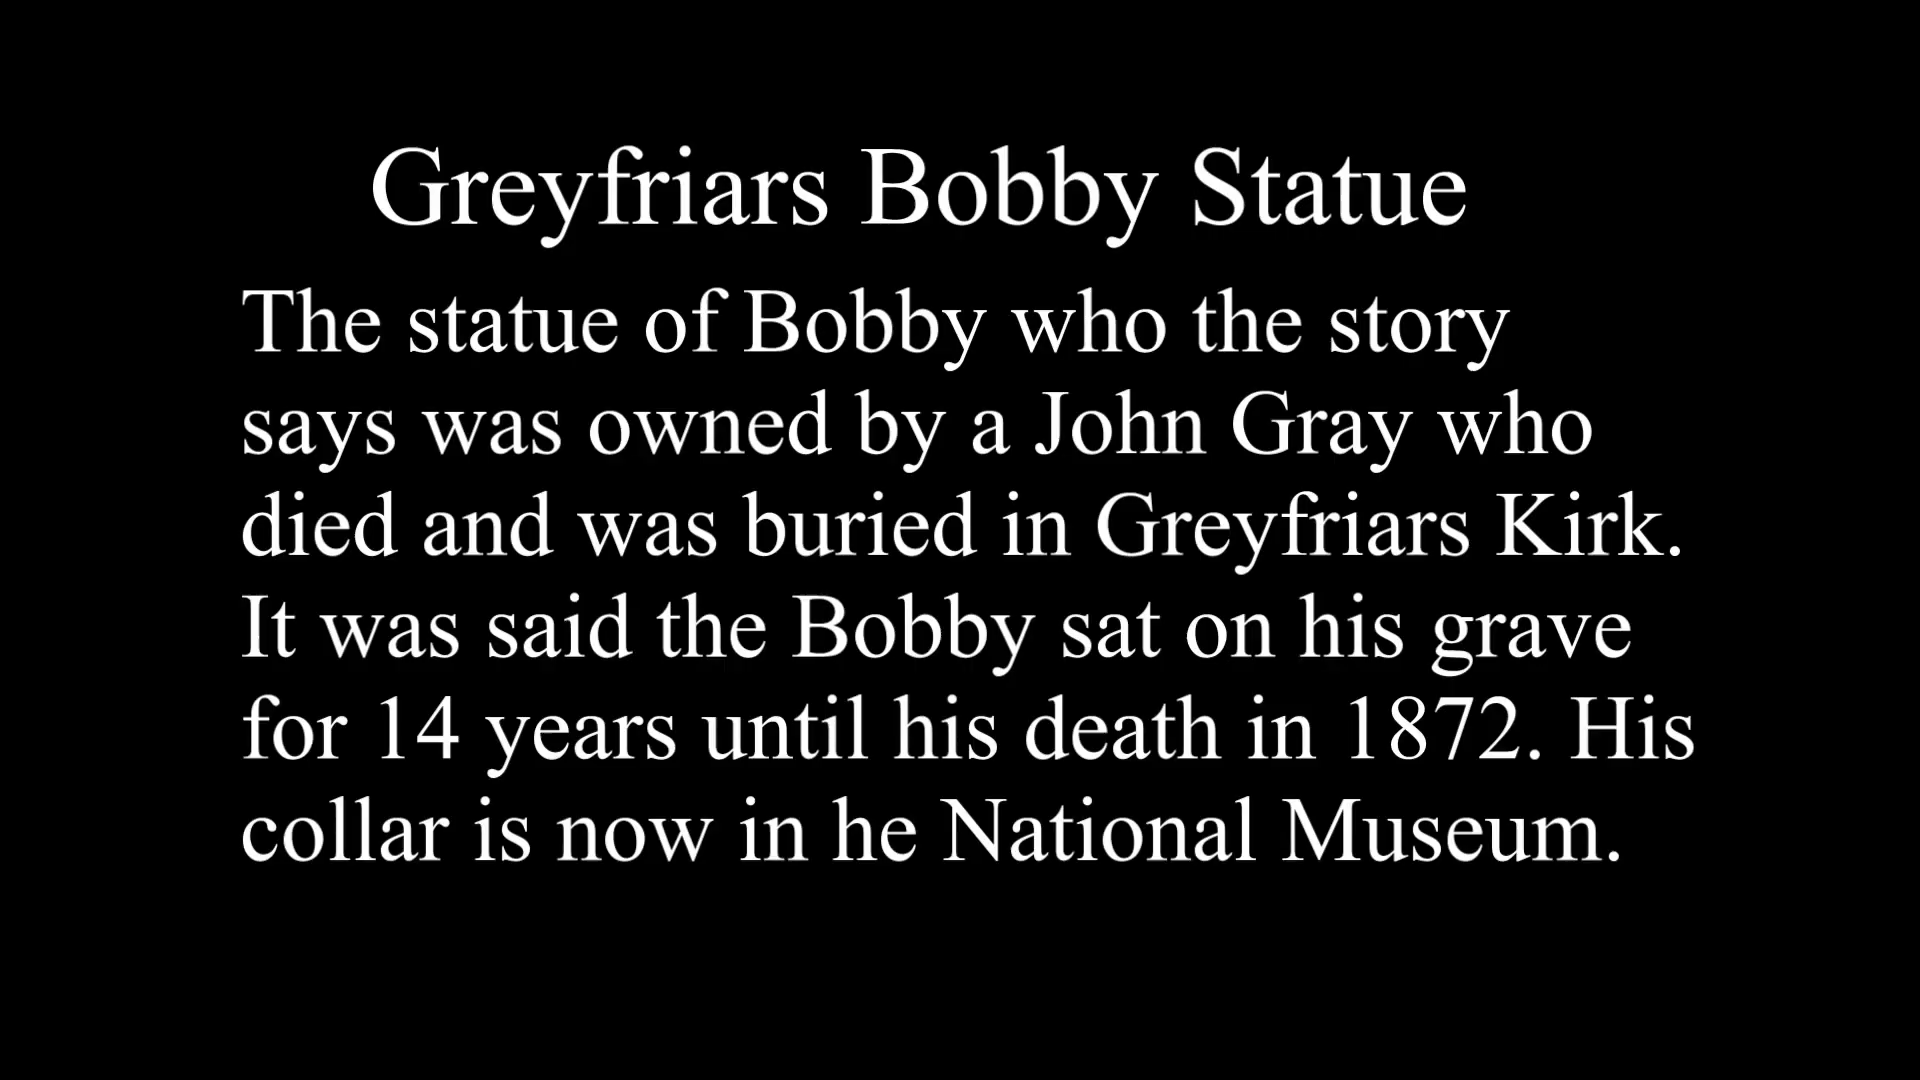 Greyfriars Bobby Statue
The statue of Bobby who the story
says was owned by a John Gray who
died and was buried in Greyfriars Kirk.
It was said the Bobby sat on his grave
for 14 years until his death in 1872. His
collar is now in he National Museum.